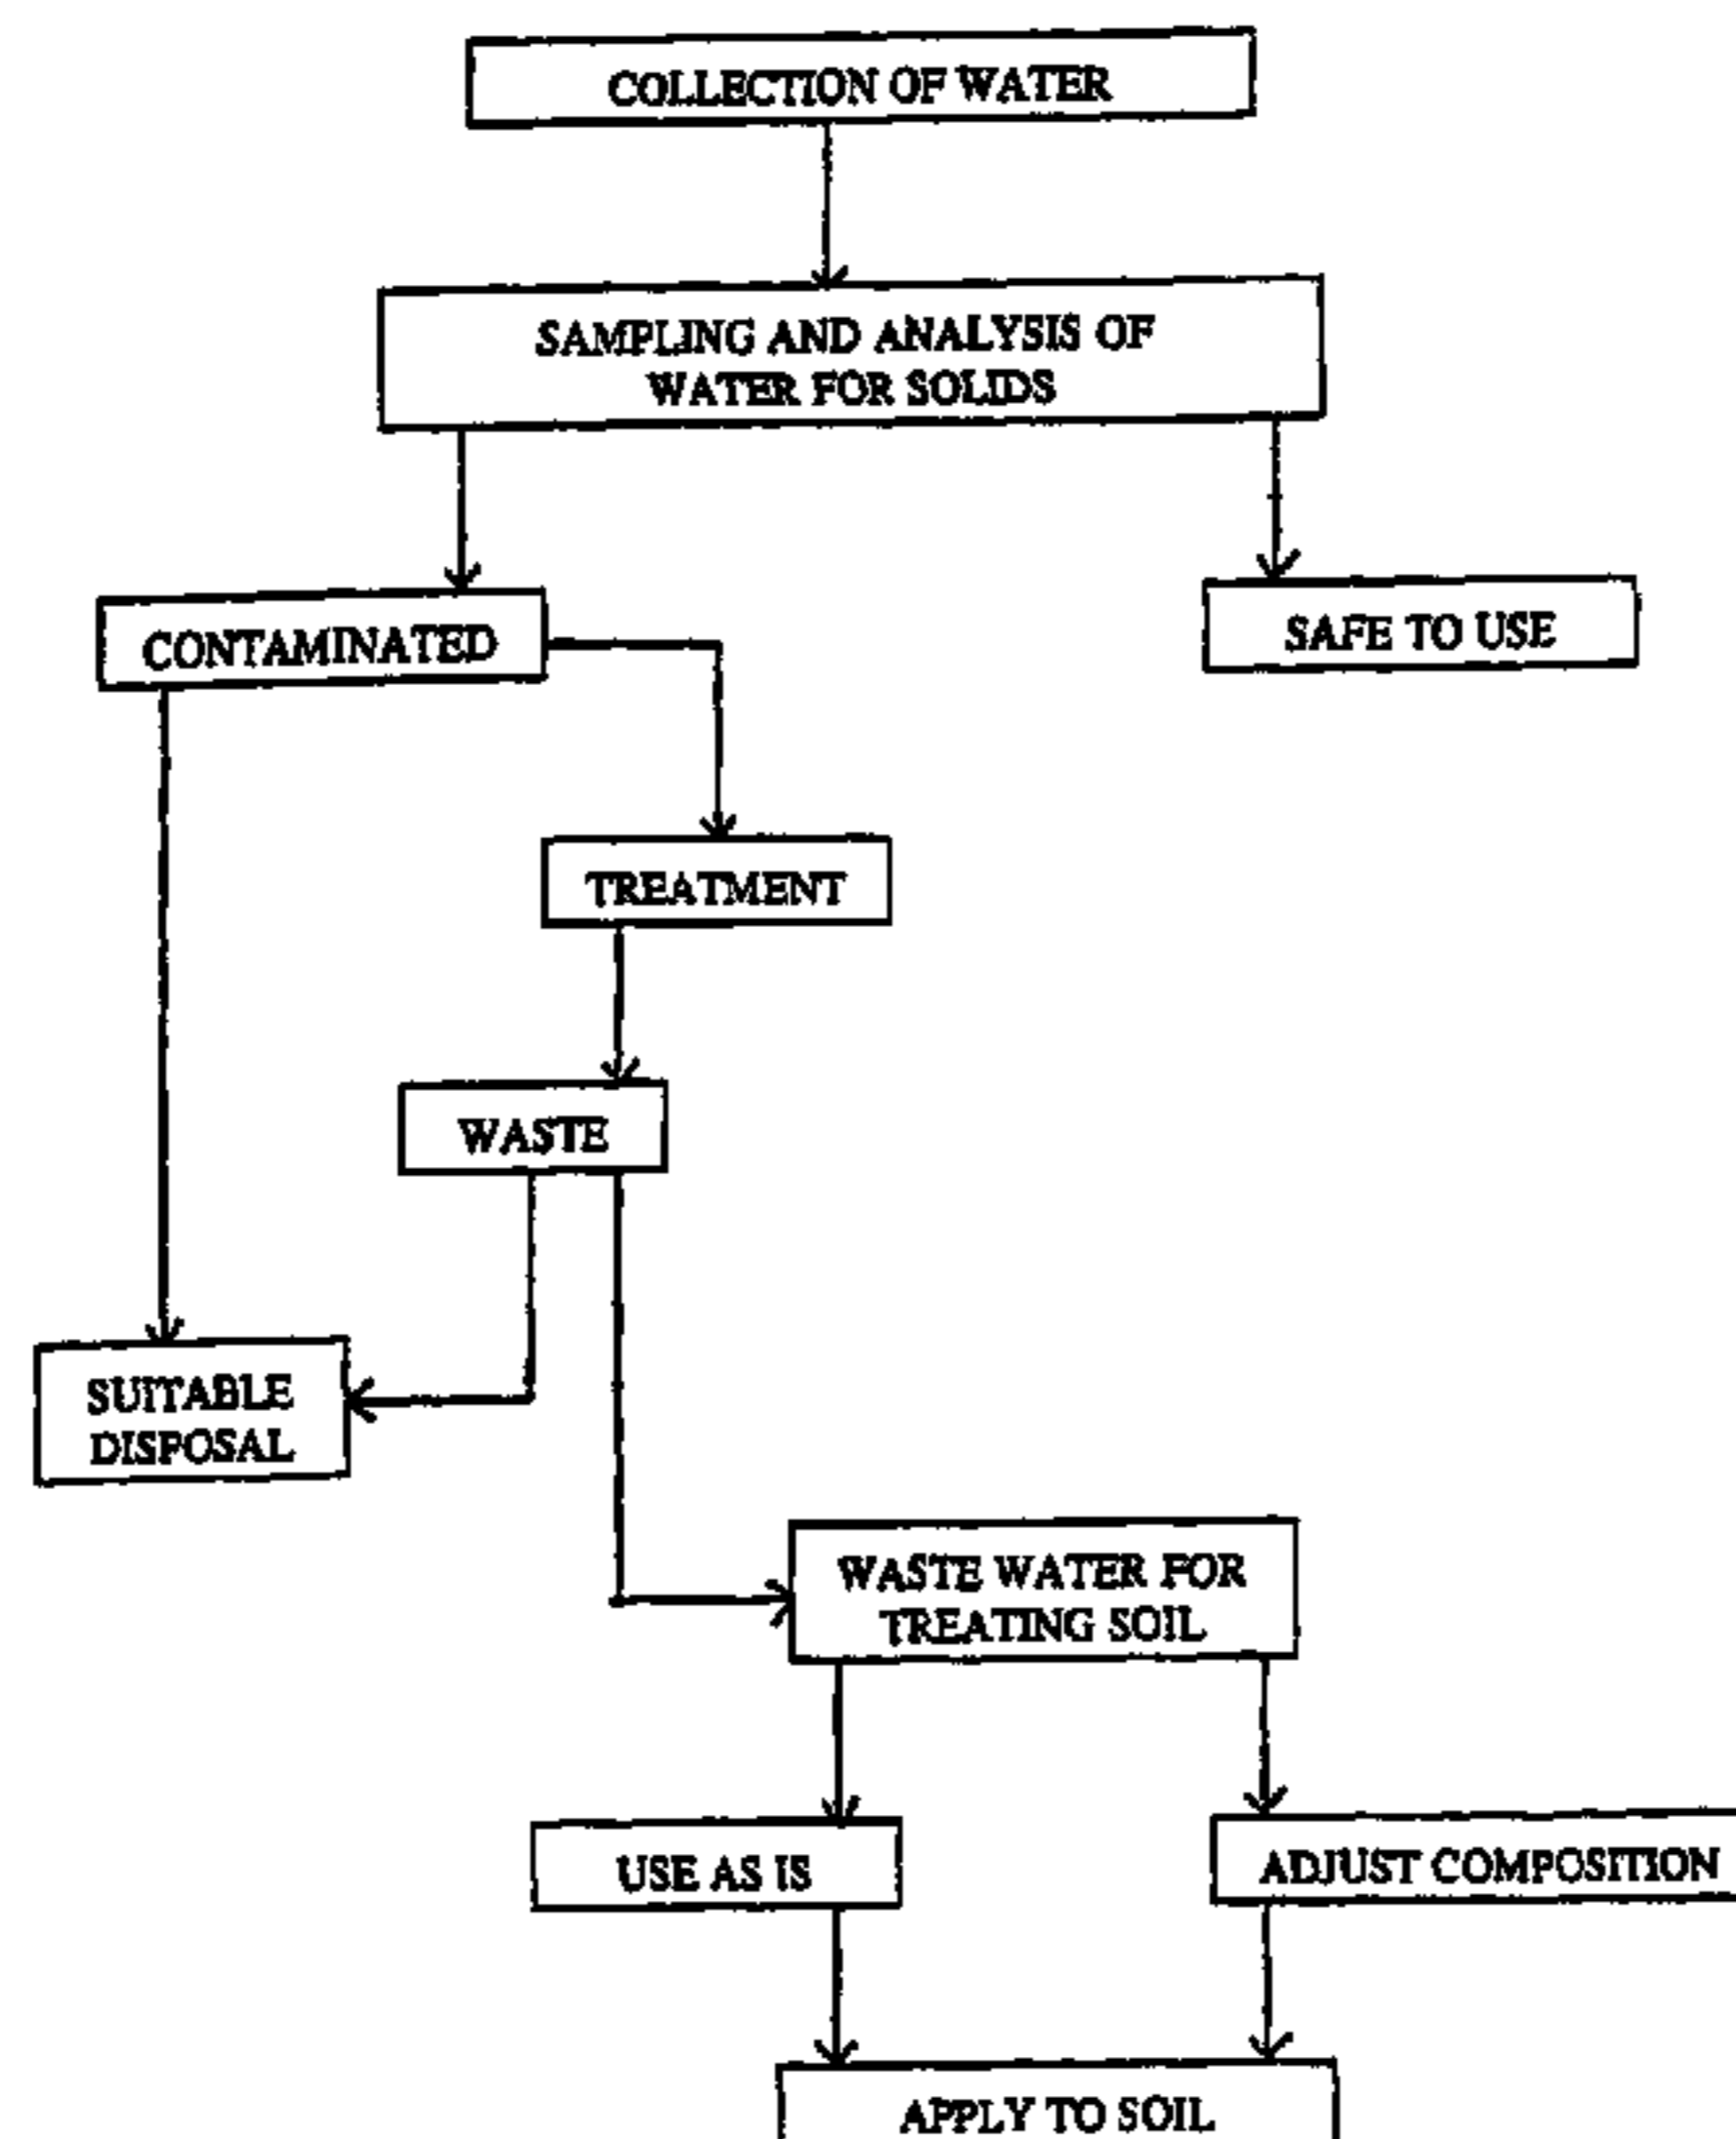 COLLECTION OF WATER
SAMPLING AND ANALYSIS OF
WATER FOR SOLIDS
CONTAMINATED
SAFE TO USE
TREATMENT
WASTE
SUITABLE
DISPOSAL
WASTE WATER FOR
TREATING SOIL
USE AS IS
ADJUST COMPOSITION
APPLY TO SOIL